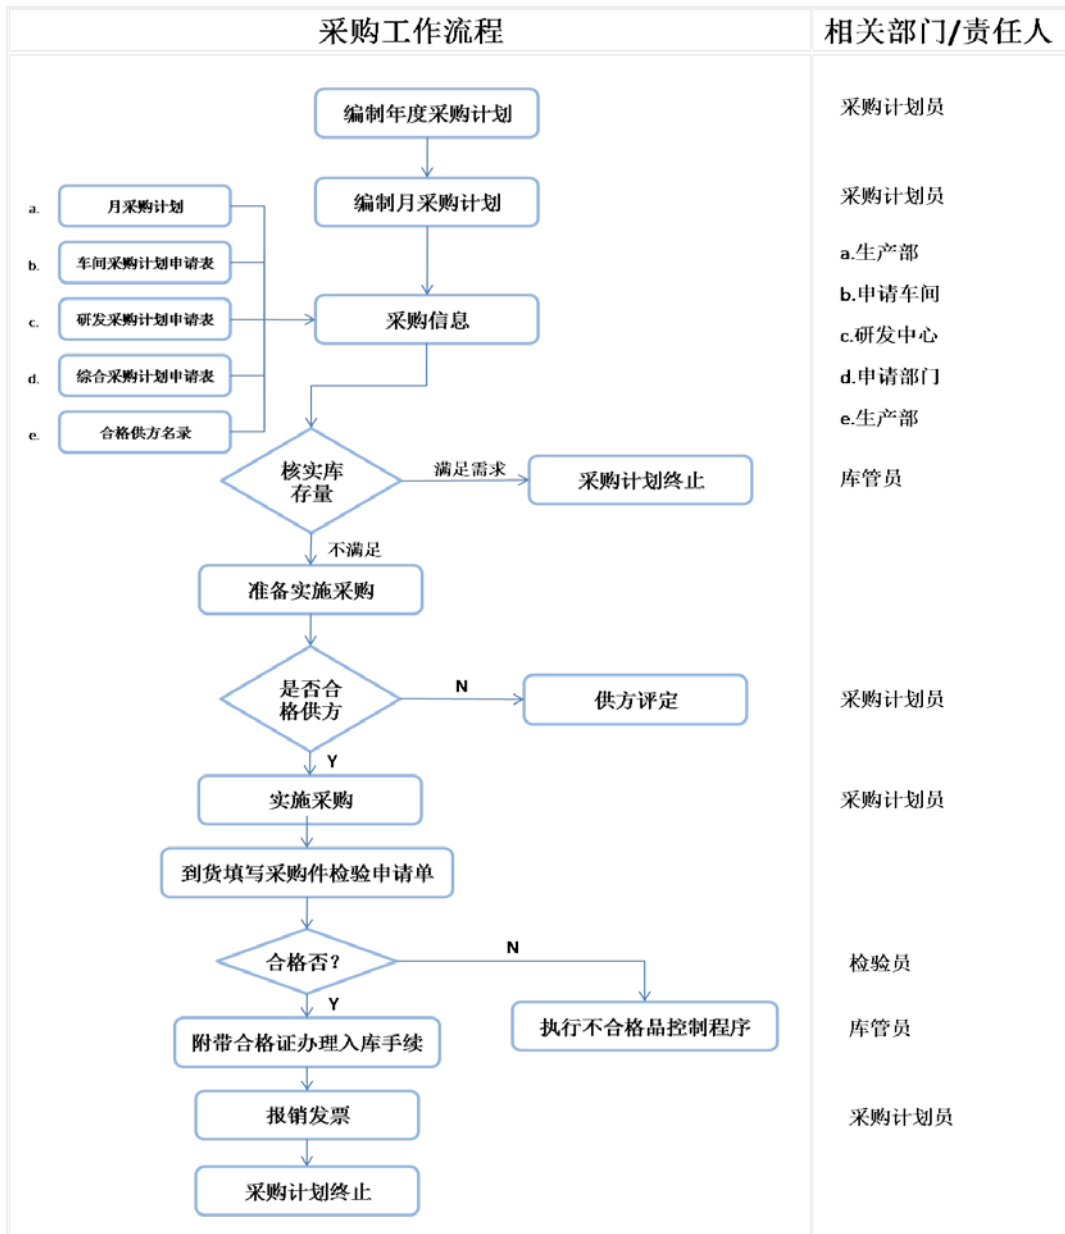 采购工作流程
相关部门/责任人
编制年度采购计划
采购计划员
编制月采购计划
采购计划员
a.
月采购计划
b.
车间采购计划申请表
c.
研发采购计划申请表
d.
综合采购计划申请表
e.
合格供方名录
采购信息
a.生产部
b.申请车间
c.研发中心
d.申请部门
e.生产部
核实库
存量
满足需求
采购计划终止
库管员
不满足
准备实施采购
是否合
格供方
N
供方评定
采购计划员
Y
实施采购
采购计划员
到货填写采购件检验申请单
合格否?
N
检验员
Y
执行不合格品控制程序
附带合格证办理入库手续
库管员
报销发票
采购计划员
采购计划终止